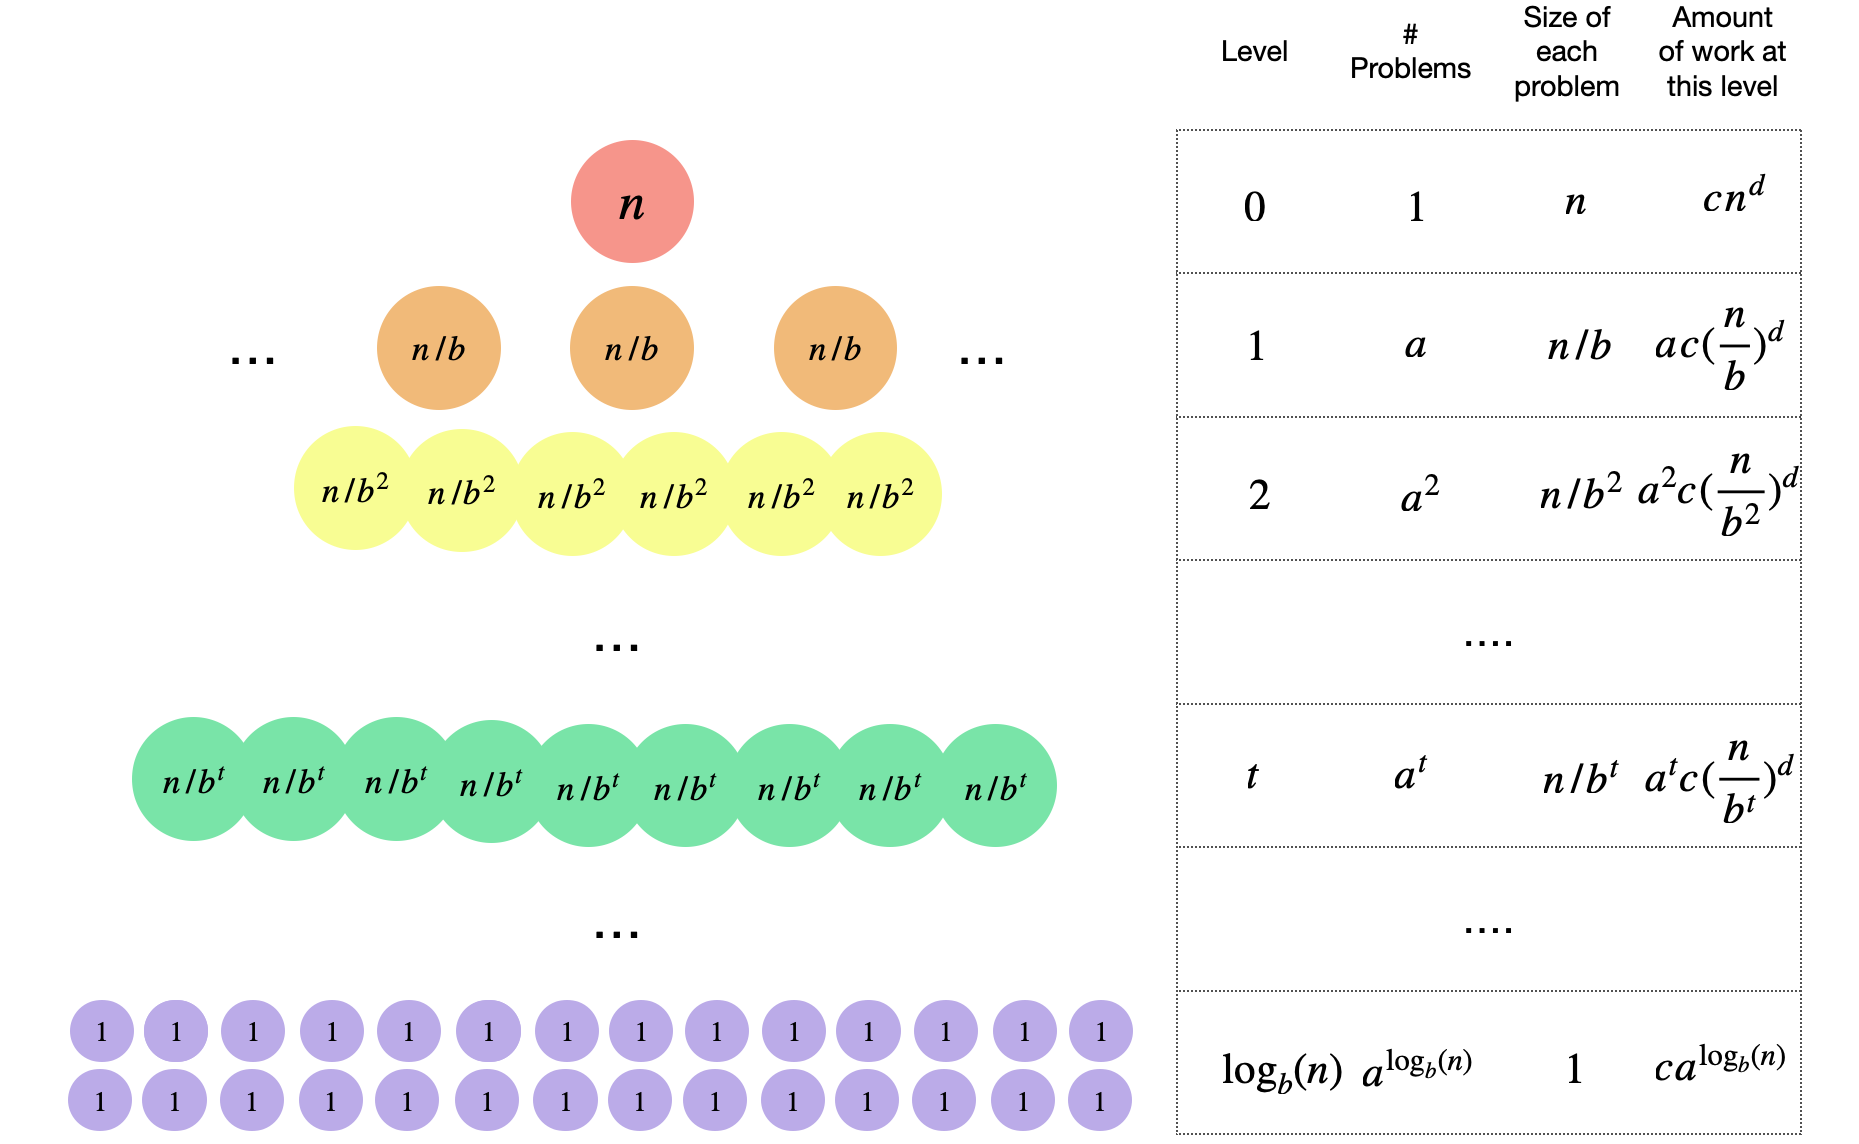 Level # Problems Size of each problem Amount of work at this level
n
0 1 n cn^d
... n/b n/b n/b ...
1 a n/b ac(n/b)^d
n/b^2 n/b^2 n/b^2 n/b^2 n/b^2 n/b^2
2 a^2 n/b^2 a^2c(n/b^2)^d
...
....
n/b^t n/b^t n/b^t n/b^t n/b^t n/b^t n/b^t n/b^t n/b^t
t a^t n/b^t a^tc(n/b^t)^d
...
....
1 1 1 1 1 1 1 1 1 1 1 1 1 1
1 1 1 1 1 1 1 1 1 1 1 1 1 1
log_b(n) a^{log_b(n)} 1 ca^{log_b(n)}